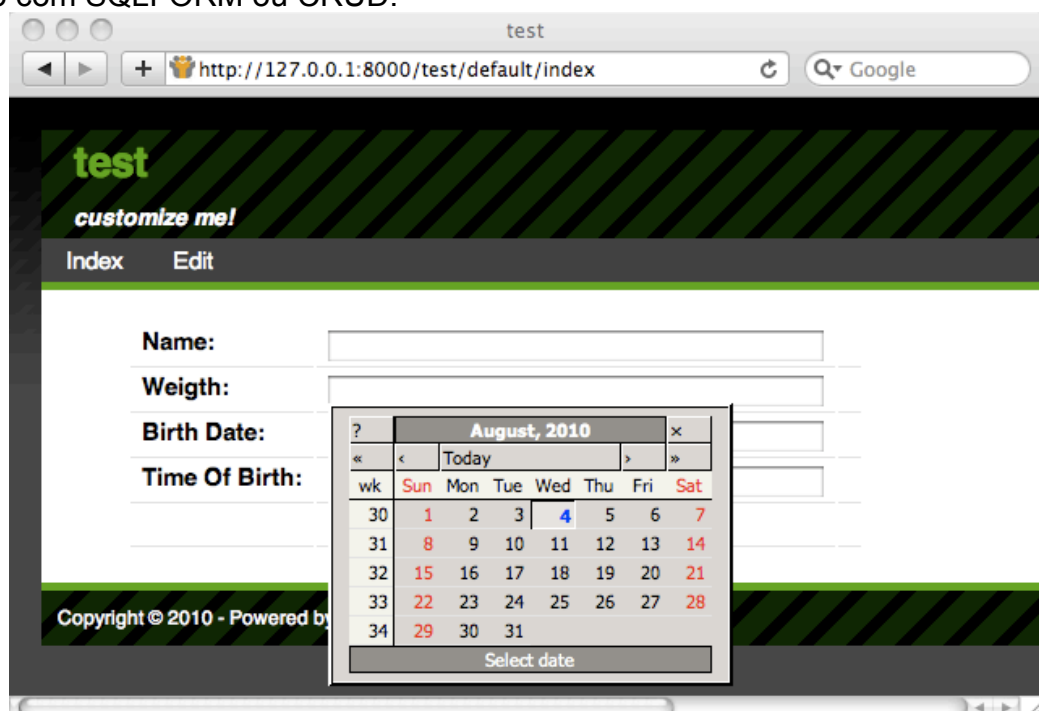 com SQLFORM ou CRUD.
test
http://127.0.0.1:8000/test/default/index
Google
test
customize me!
Index Edit
Name:
Weigth:
Birth Date:
Time Of Birth:
? August, 2010 ×
« ‹ Today › »
wk Sun Mon Tue Wed Thu Fri Sat
30 1 2 3 4 5 6 7
31 8 9 10 11 12 13 14
32 15 16 17 18 19 20 21
33 22 23 24 25 26 27 28
34 29 30 31
Select date
Copyright © 2010 - Powered by